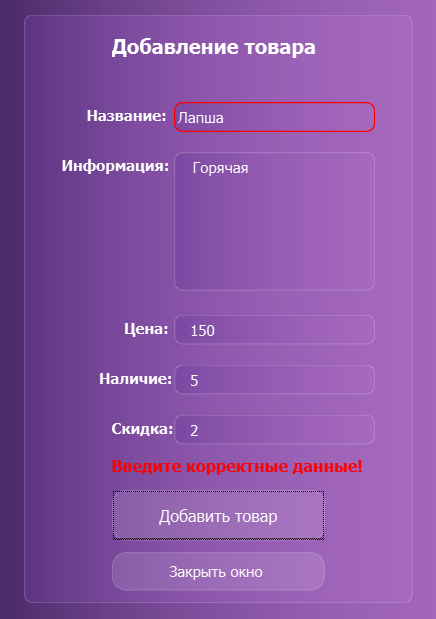 Добавление товара
Название: Лапша
Информация: Горячая
Цена: 150
Наличие: 5
Скидка: 2
Введите корректные данные!
Добавить товар
Закрыть окно